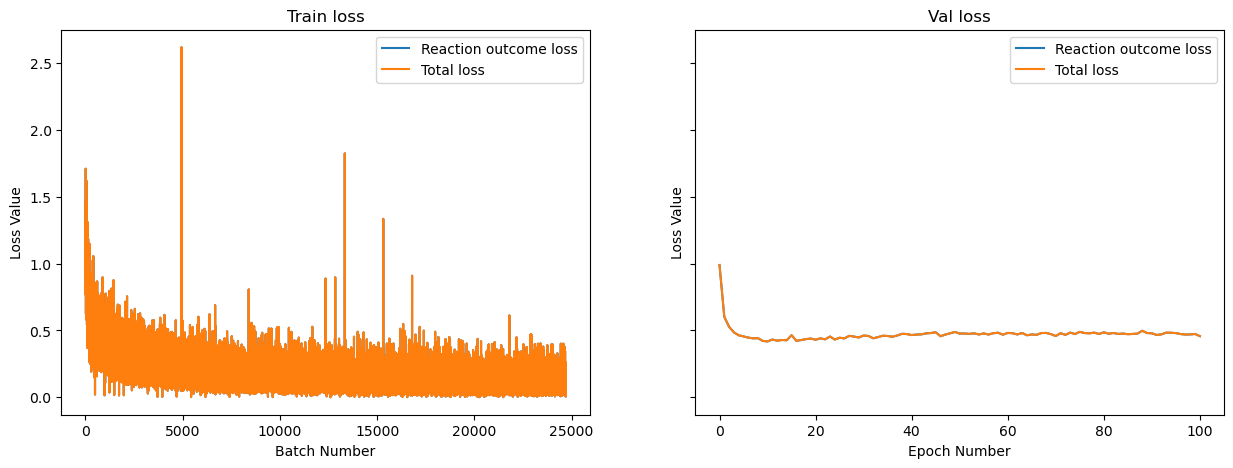 Train loss
Reaction outcome loss
Total loss
Loss Value
2.5
2.0
1.5
1.0
0.5
0.0
0
5000
10000
15000
20000
25000
Batch Number
Val loss
Reaction outcome loss
Total loss
Loss Value
0
20
40
60
80
100
Epoch Number